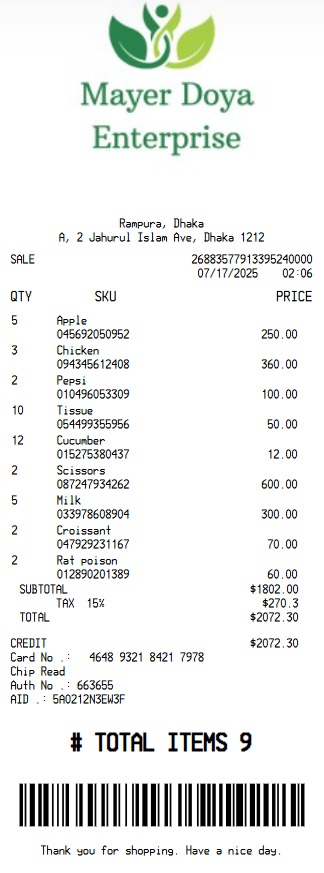 Mayer Doya
Enterprise
Rampura, Dhaka
A, 2 Jahurul Islam Ave, Dhaka 1212
SALE 26883577913395240000
07/17/2025 02:06
QTY SKU PRICE
5 Apple
045692050952 250.00
3 Chicken
094345612408 360.00
2 Pepsi
010496053309 100.00
10 Tissue
054499355956 50.00
12 Cucumber
015275380437 12.00
2 Scissors
087247934262 600.00
5 Milk
033978608904 300.00
2 Croissant
047929231167 70.00
2 Rat poison
012890201389 60.00
SUBTOTAL $1802.00
TAX 15% $270.3
TOTAL $2072.30
CREDIT $2072.30
Card No .: 4648 9321 8421 7978
Chip Read
Auth No .: 663655
AID .: 5A0212N3EW3F
# TOTAL ITEMS 9
Thank you for shopping. Have a nice day.